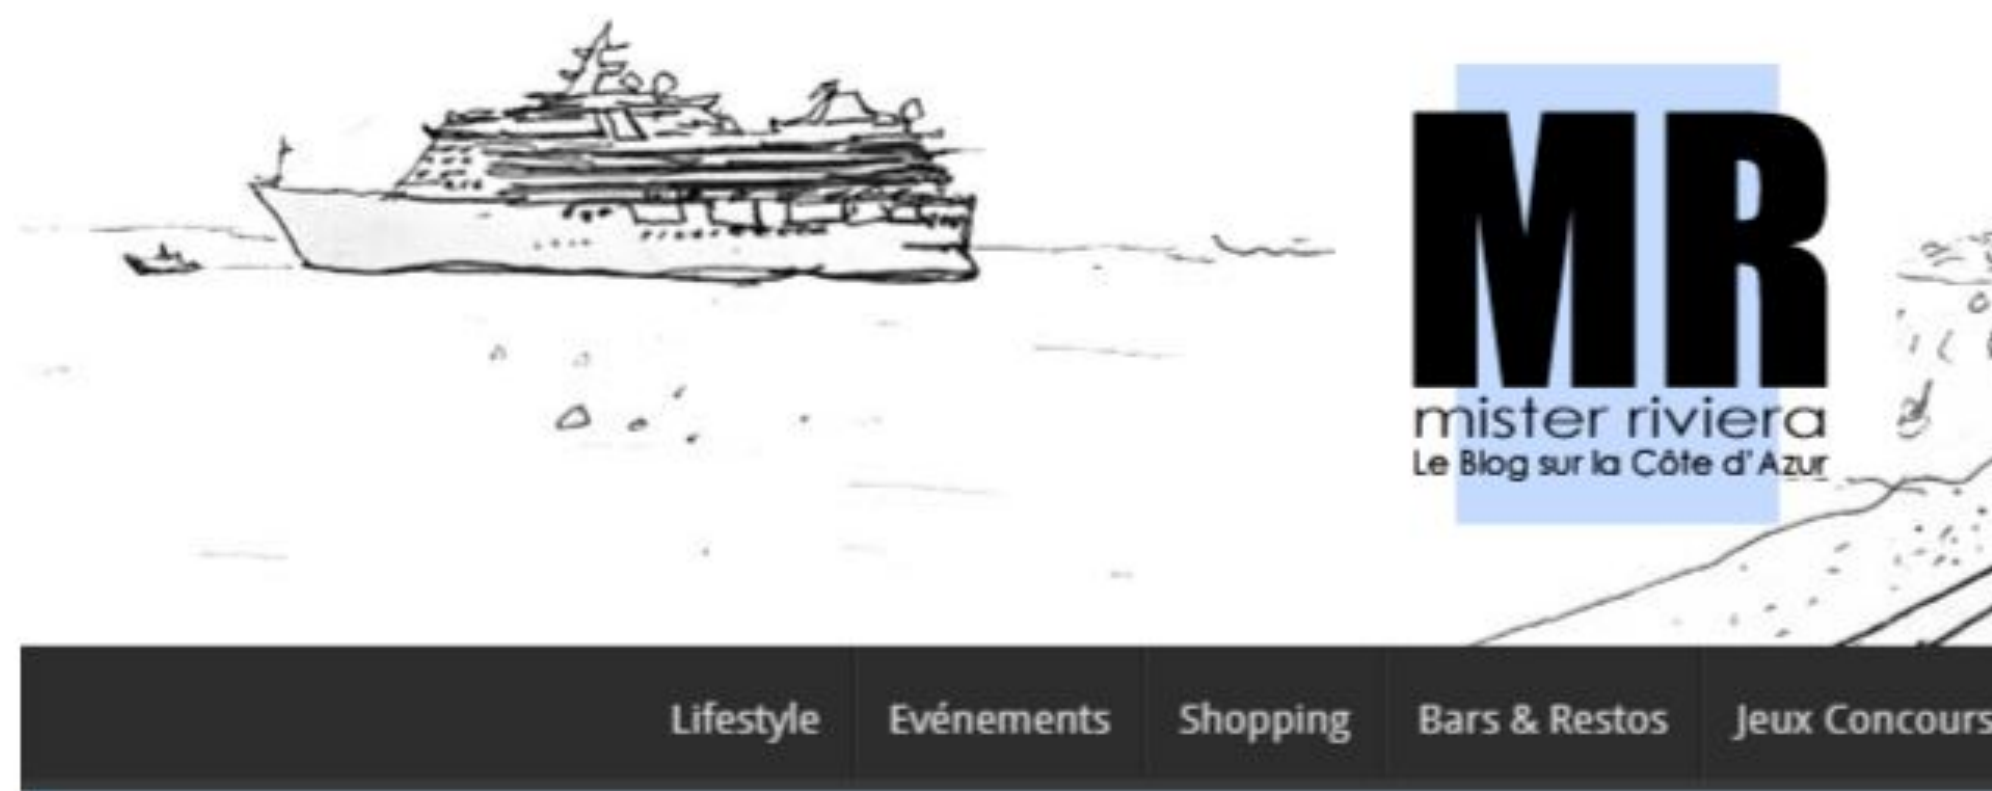 MR
mister riviera
Le Blog sur la Côte d'Azur
Lifestyle Evénements Shopping Bars & Restos Jeux Concours